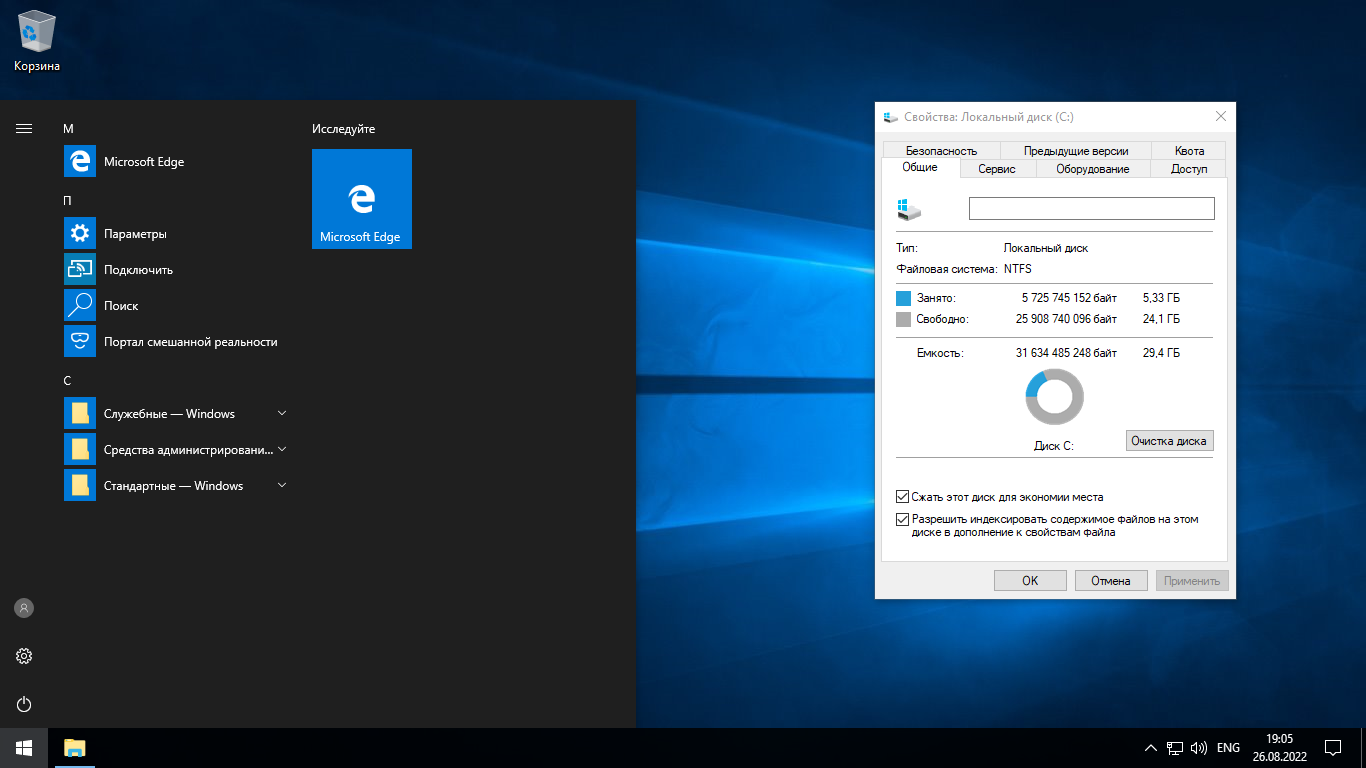 Корзина
М
Microsoft Edge
П
Параметры
Подключить
Поиск
Портал смешанной реальности
С
Служебные — Windows
Средства администрировани...
Стандартные — Windows
Исследуйте
Microsoft Edge
Свойства: Локальный диск (C:)
Безопасность Предыдущие версии Квота
Общие Сервис Оборудование Доступ
Тип: Локальный диск
Файловая система: NTFS
Занято: 5 725 745 152 байт 5,33 ГБ
Свободно: 25 908 740 096 байт 24,1 ГБ
Емкость: 31 634 485 248 байт 29,4 ГБ
Диск C:
Очистка диска
Сжать этот диск для экономии места
Разрешить индексировать содержимое файлов на этом
диске в дополнение к свойствам файла
OK Отмена Применить
ENG
19:05
26.08.2022